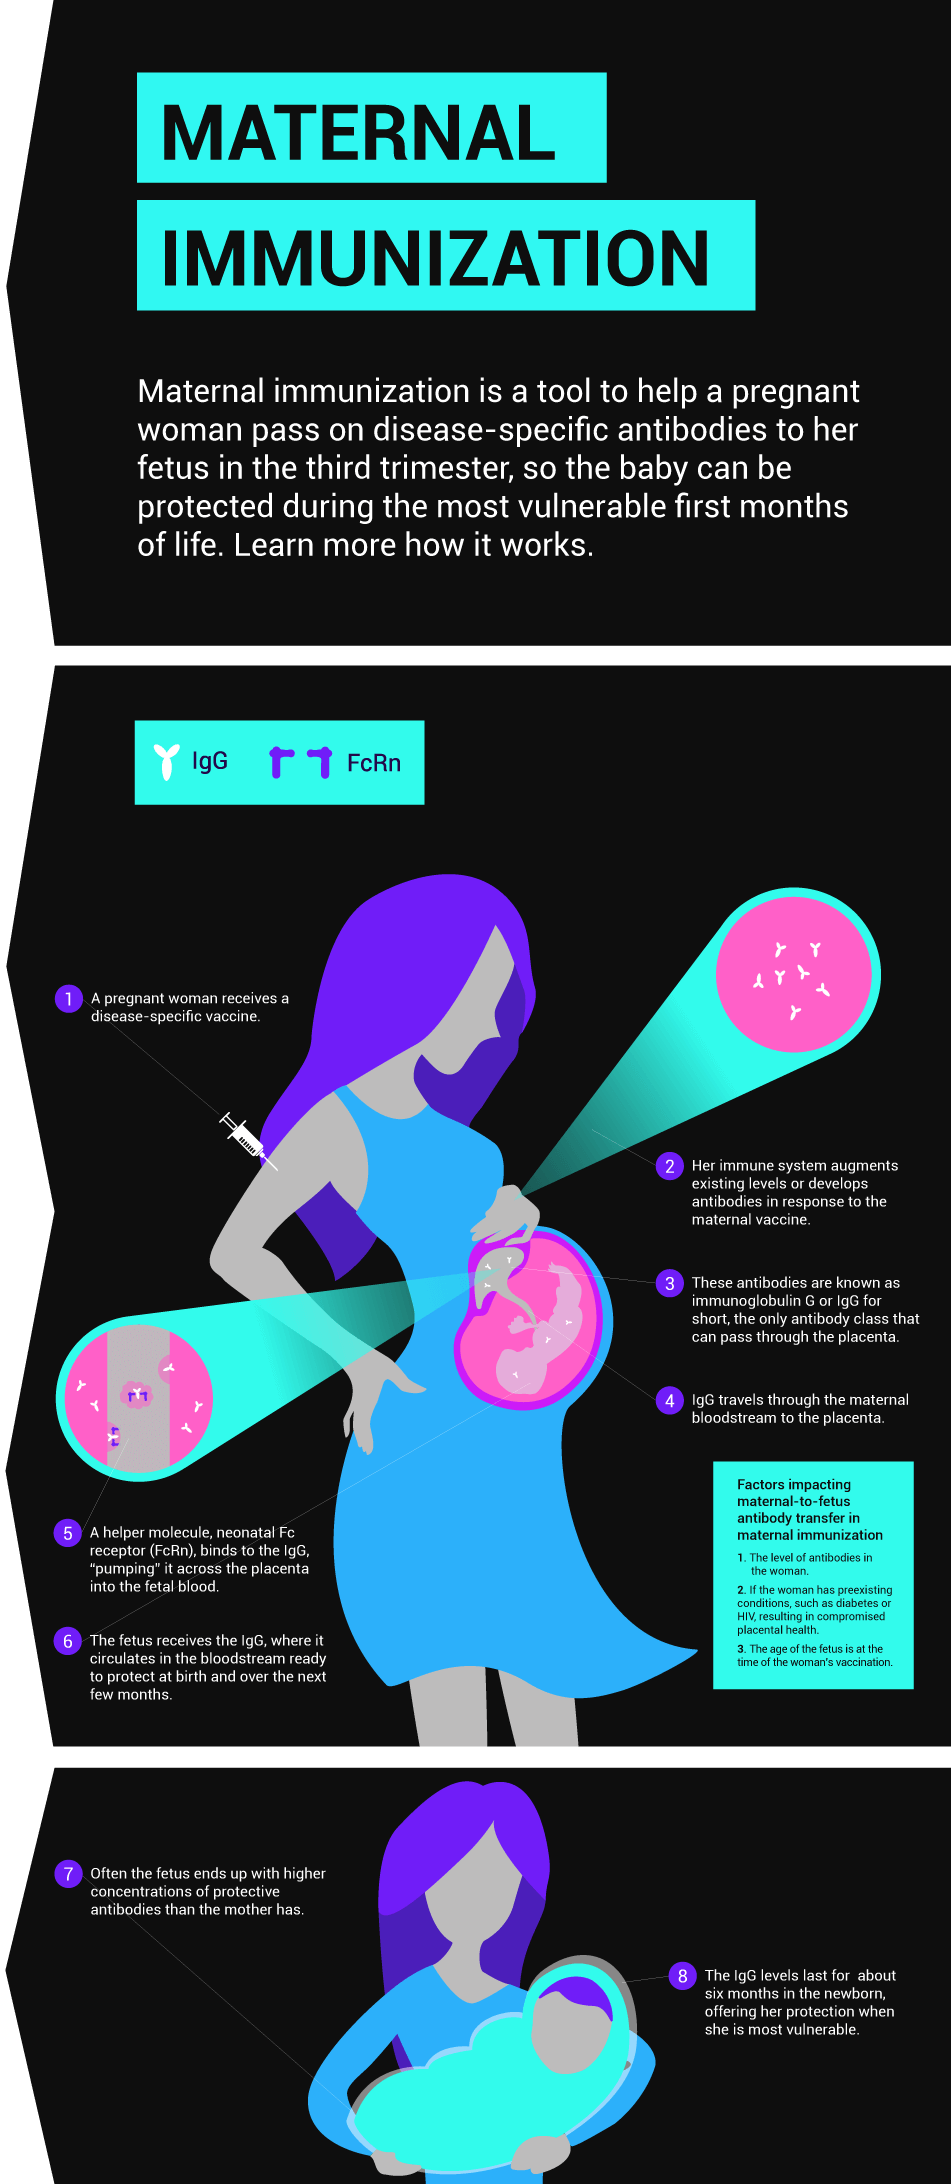 MATERNAL
IMMUNIZATION
Maternal immunization is a tool to help a pregnant
woman pass on disease-specific antibodies to her
fetus in the third trimester, so the baby can be
protected during the most vulnerable first months
of life. Learn more how it works.
IgG
FcRn
1
A pregnant woman receives a
disease-specific vaccine.
2
Her immune system augments
existing levels or develops
antibodies in response to the
maternal vaccine.
3
These antibodies are known as
immunoglobulin G or IgG for
short, the only antibody class that
can pass through the placenta.
4
IgG travels through the maternal
bloodstream to the placenta.
Factors impacting
maternal-to-fetus
antibody transfer in
maternal immunization
1. The level of antibodies in
the woman.
2. If the woman has preexisting
conditions, such as diabetes or
HIV, resulting in compromised
placental health.
3. The age of the fetus is at the
time of the woman's vaccination.
5
A helper molecule, neonatal Fc
receptor (FcRn), binds to the IgG,
“pumping” it across the placenta
into the fetal blood.
6
The fetus receives the IgG, where it
circulates in the bloodstream ready
to protect at birth and over the next
few months.
7
Often the fetus ends up with higher
concentrations of protective
antibodies than the mother has.
8
The IgG levels last for about
six months in the newborn,
offering her protection when
she is most vulnerable.